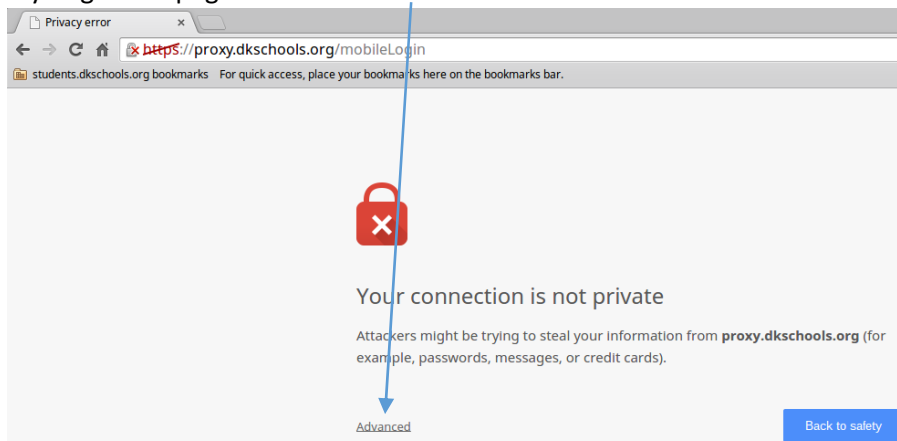 Privacy error
https://proxy.dkschools.org/mobileLogin
students.dkschools.org bookmarks For quick access, place your bookmarks here on the bookmarks bar.
Your connection is not private
Attackers might be trying to steal your information from proxy.dkschools.org (for
example, passwords, messages, or credit cards).
Advanced
Back to safety